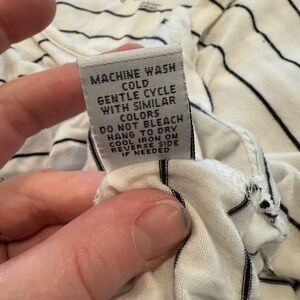 MACHINE WASH
COLD
GENTLE CYCLE
WITH SIMILAR
COLORS
DO NOT BLEACH
HANG TO DRY
COOL IRON ON
REVERSE SIDE
IF NEEDED